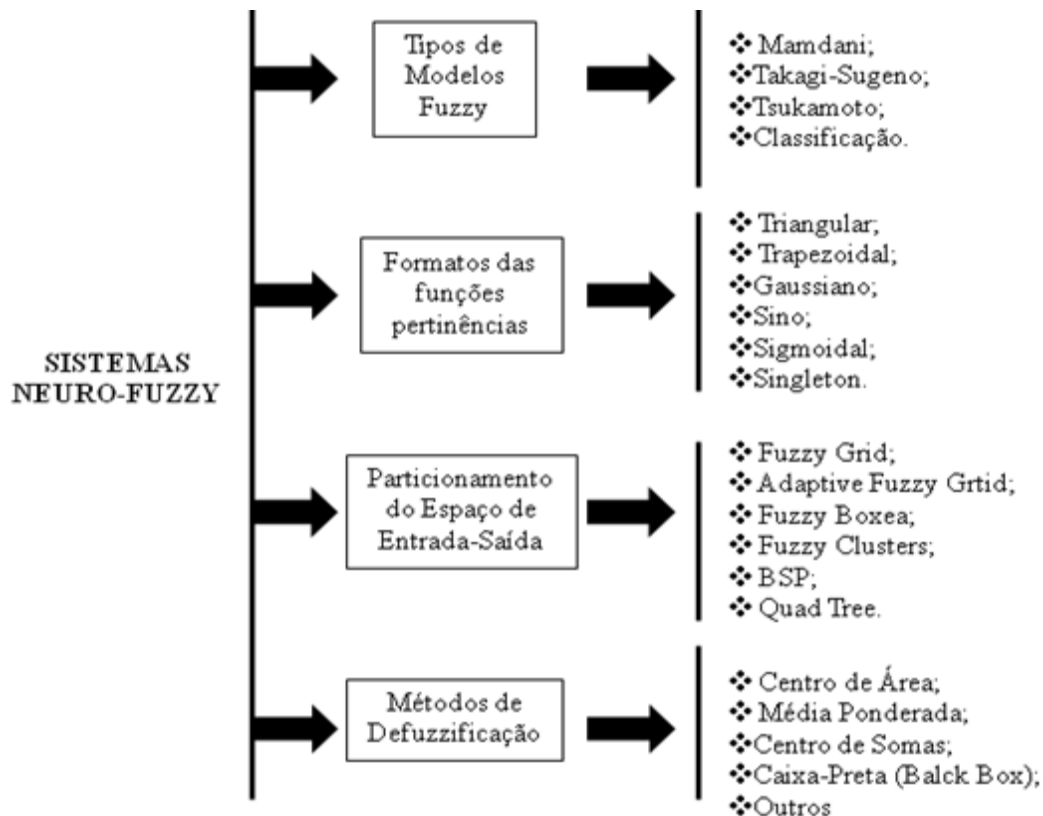 SISTEMAS
NEURO-FUZZY
Tipos de
Modelos
Fuzzy
❖ Mamdani;
❖Takagi-Sugeno;
❖Tsukamoto;
❖Classificação.
Formatos das
funções
pertinências
❖ Triangular;
❖ Trapezoidal;
❖Gaussiano;
❖ Sino;
❖ Sigmoidal;
❖Singleton.
Particionamento
do Espaço de
Entrada-Saída
❖ Fuzzy Grid;
❖ Adaptive Fuzzy Grtid;
❖ Fuzzy Boxea;
❖ Fuzzy Clusters;
❖ BSP;
❖ Quad Tree.
Métodos de
Defuzzificação
❖ Centro de Área;
❖ Média Ponderada;
❖Centro de Somas;
❖Caixa-Preta (Balck Box);
❖Outros